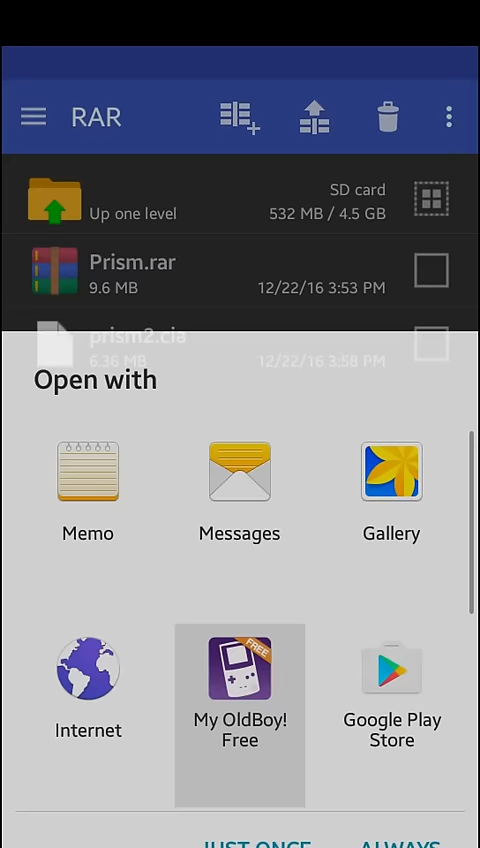 RAR
SD card
Up one level
532 MB / 4.5 GB
Prism.rar
9.6 MB
12/22/16 3:53 PM
prism2.cia
6.36 MB
12/22/16 3:58 PM
Open with
Memo
Messages
Gallery
Internet
FREE
My OldBoy!
Free
Google Play
Store
JUST ONCE
ALWAYS